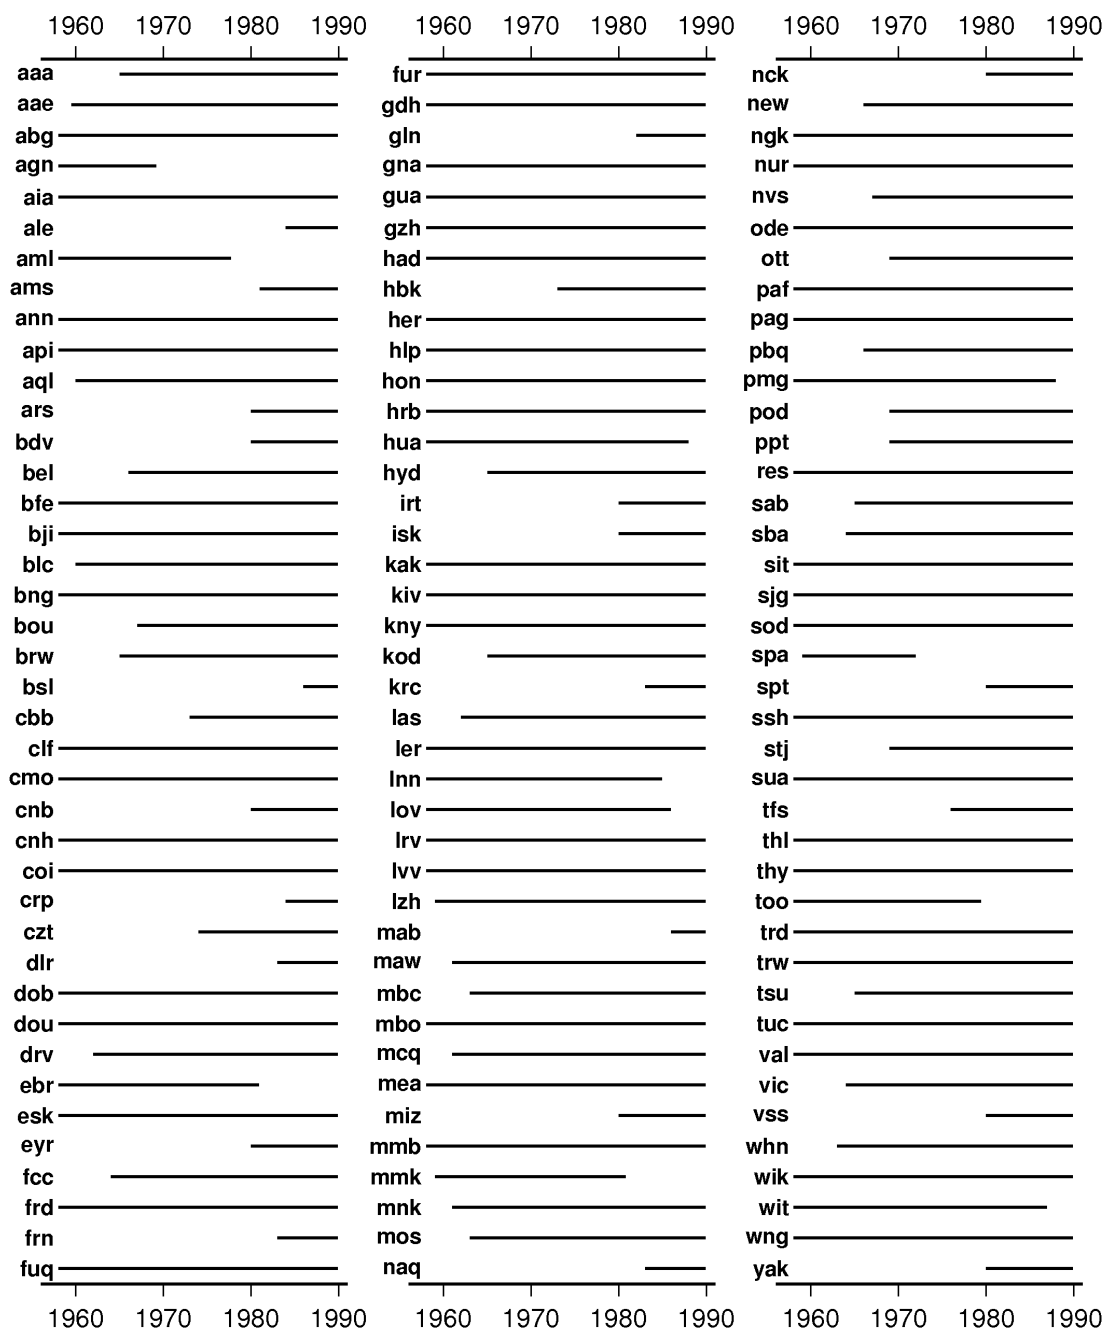 1960 1970 1980 1990 1960 1970 1980 1990 1960 1970 1980 1990
aaa fur nck
aae gdh new
abg gln ngk
agn gna nur
aia gua nvs
ale gzh ode
aml had ott
ams hbk paf
ann her pag
api hlp pbq
aql hon pmg
ars hrb pod
bdv hua ppt
bel hyd res
bfe irt sab
bji isk sba
blc kak sit
bng kiv sjg
bou kny sod
brw kod spa
bsl krc spt
cbb las ssh
clf ler stj
cmo lnn sua
cnb lov tfs
cnh lrv thl
coi lvv thy
crp lzh too
czt mab trd
dlr maw trw
dob mbc tsu
dou mbo tuc
drv mcq val
ebr mea vic
esk miz vss
eyr mmb whn
fcc mmk wik
frd mnk wit
frn mos wng
fuq naq yak
1960 1970 1980 1990 1960 1970 1980 1990 1960 1970 1980 1990